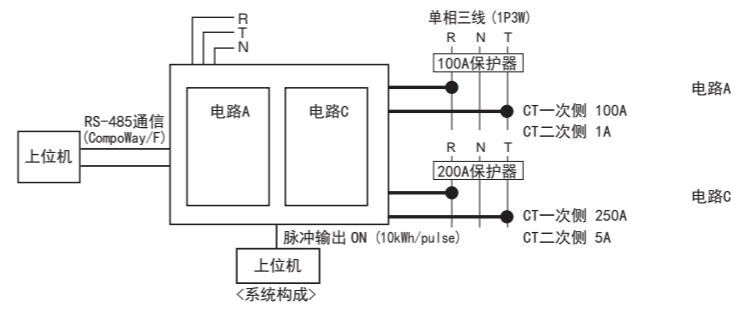 R
T
N
单相三线 (1P3W)
R N T
100A保护器
电路A
电路C
电路A
CT一次侧 100A
CT二次侧 1A
RS-485通信
(CompoWay/F)
上位机
R N T
200A保护器
电路C
CT一次侧 250A
CT二次侧 5A
脉冲输出 ON (10kWh/pulse)
上位机
<系统构成>